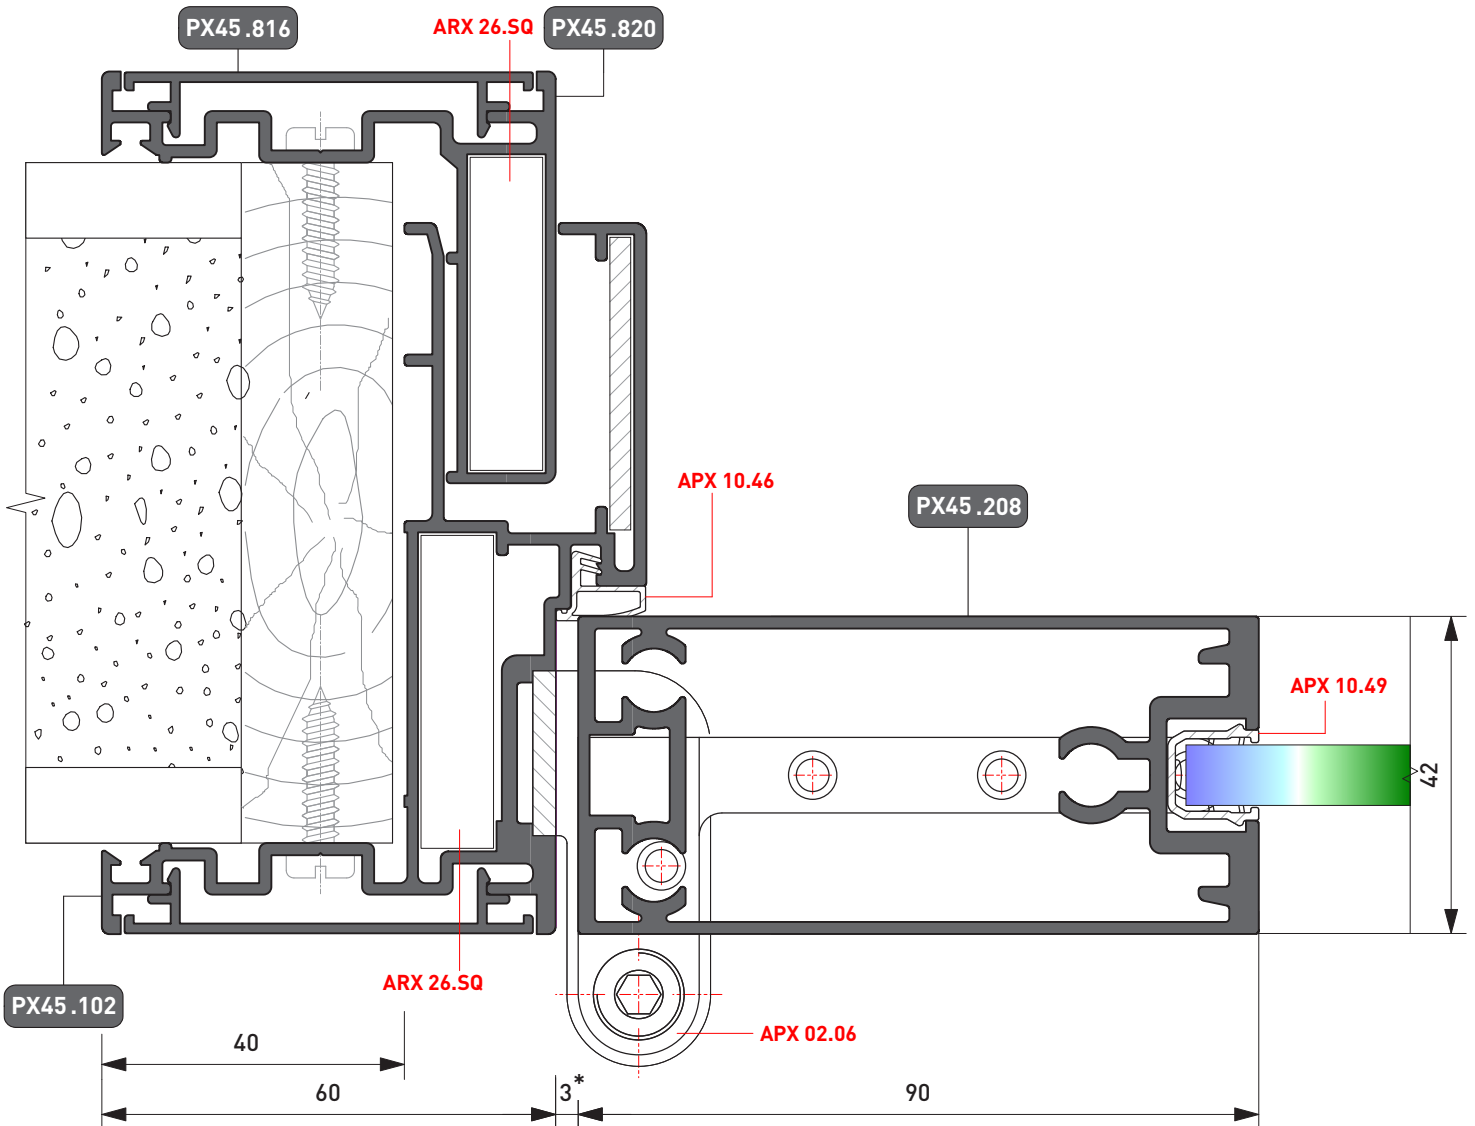 PX45.816
ARX 26.SQ
PX45.820
APX 10.46
PX45.208
APX 10.49
42
ARX 26.SQ
PX45.102
APX 02.06
40
60
3*
90